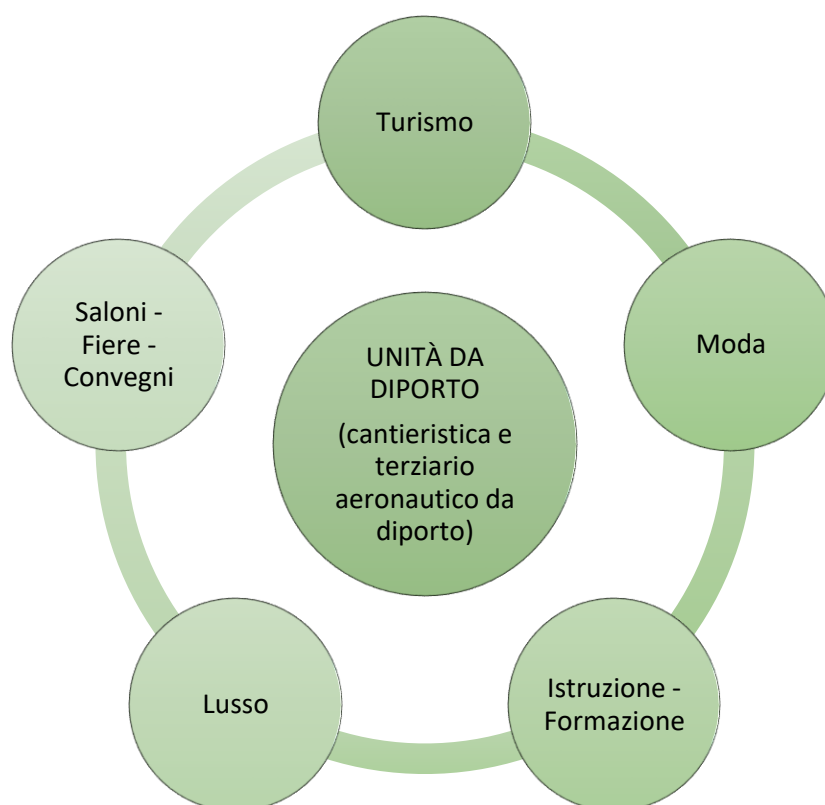 Turismo
Saloni -
Fiere -
Convegni
Moda
UNITÀ DA
DIPORTO
(cantieristica e
terziario
aeronautico da
diporto)
Lusso
Istruzione -
Formazione